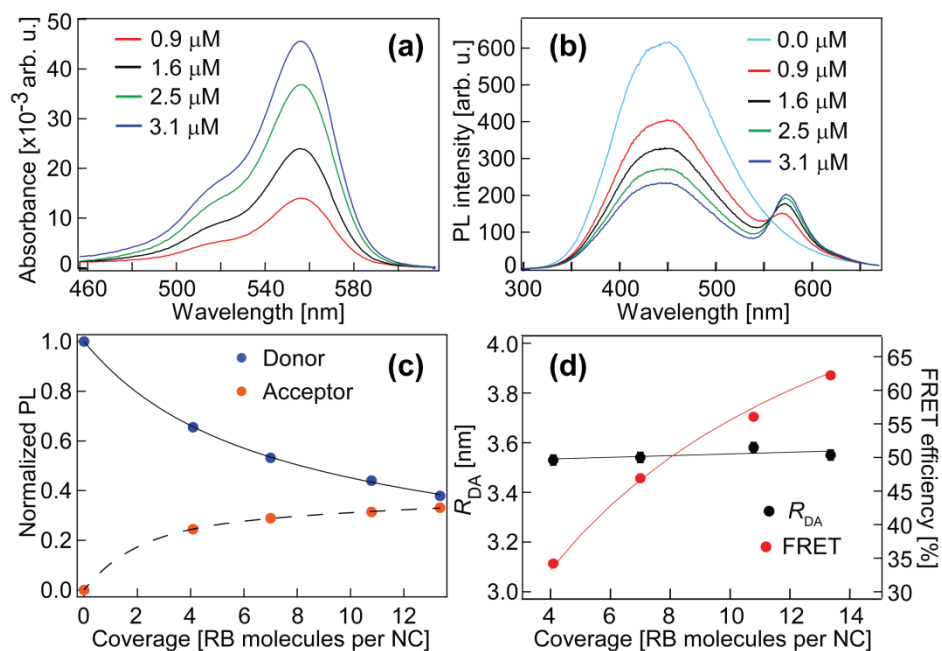 (a)
0.9 μM
1.6 μM
2.5 μM
3.1 μM
Absorbance [x10⁻³ arb. u.]
50
40
30
20
10
0
460 500 540 580
Wavelength [nm]
(b)
0.0 μM
0.9 μM
1.6 μM
2.5 μM
3.1 μM
PL intensity [arb. u.]
600
500
400
300
200
100
0
300 400 500 600
Wavelength [nm]
(c)
Donor
Acceptor
Normalized PL
1.0
0.8
0.6
0.4
0.2
0.0
0 2 4 6 8 10 12
Coverage [RB molecules per NC]
(d)
R_DA
FRET
R_DA [nm]
4.0
3.8
3.6
3.4
3.2
3.0
FRET efficiency [%]
65
60
55
50
45
40
35
30
4 6 8 10 12 14
Coverage [RB molecules per NC]